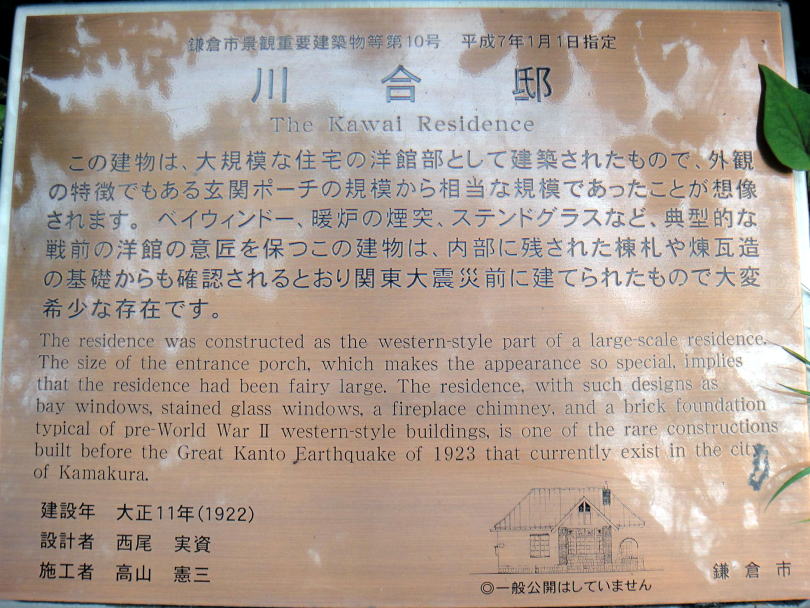 鎌倉市景観重要建築物等第10号　平成7年1月1日指定
川　合　邸
The Kawai Residence
この建物は、大規模な住宅の洋館部として建築されたもので、外観
の特徴でもある玄関ポーチの規模から相当な規模であったことが想像
されます。 ベイウィンドー、暖炉の煙突、ステンドグラスなど、典型的な
戦前の洋館の意匠を保つこの建物は、内部に残された棟札や煉瓦造
の基礎からも確認されるとおり関東大震災前に建てられたもので大変
希少な存在です。
The residence was constructed as the western-style part of a large-scale residence.
The size of the entrance porch, which makes the appearance so special, implies
that the residence had been fairy large. The residence, with such designs as
bay windows, stained glass windows, a fireplace chimney, and a brick foundation
typical of pre-World War Ⅱ western-style buildings, is one of the rare constructions
built before the Great Kanto Earthquake of 1923 that currently exist in the city
of Kamakura.
建設年　大正11年(1922)
設計者　西尾　実資
施工者　高山　憲三
◎一般公開はしていません
鎌倉市